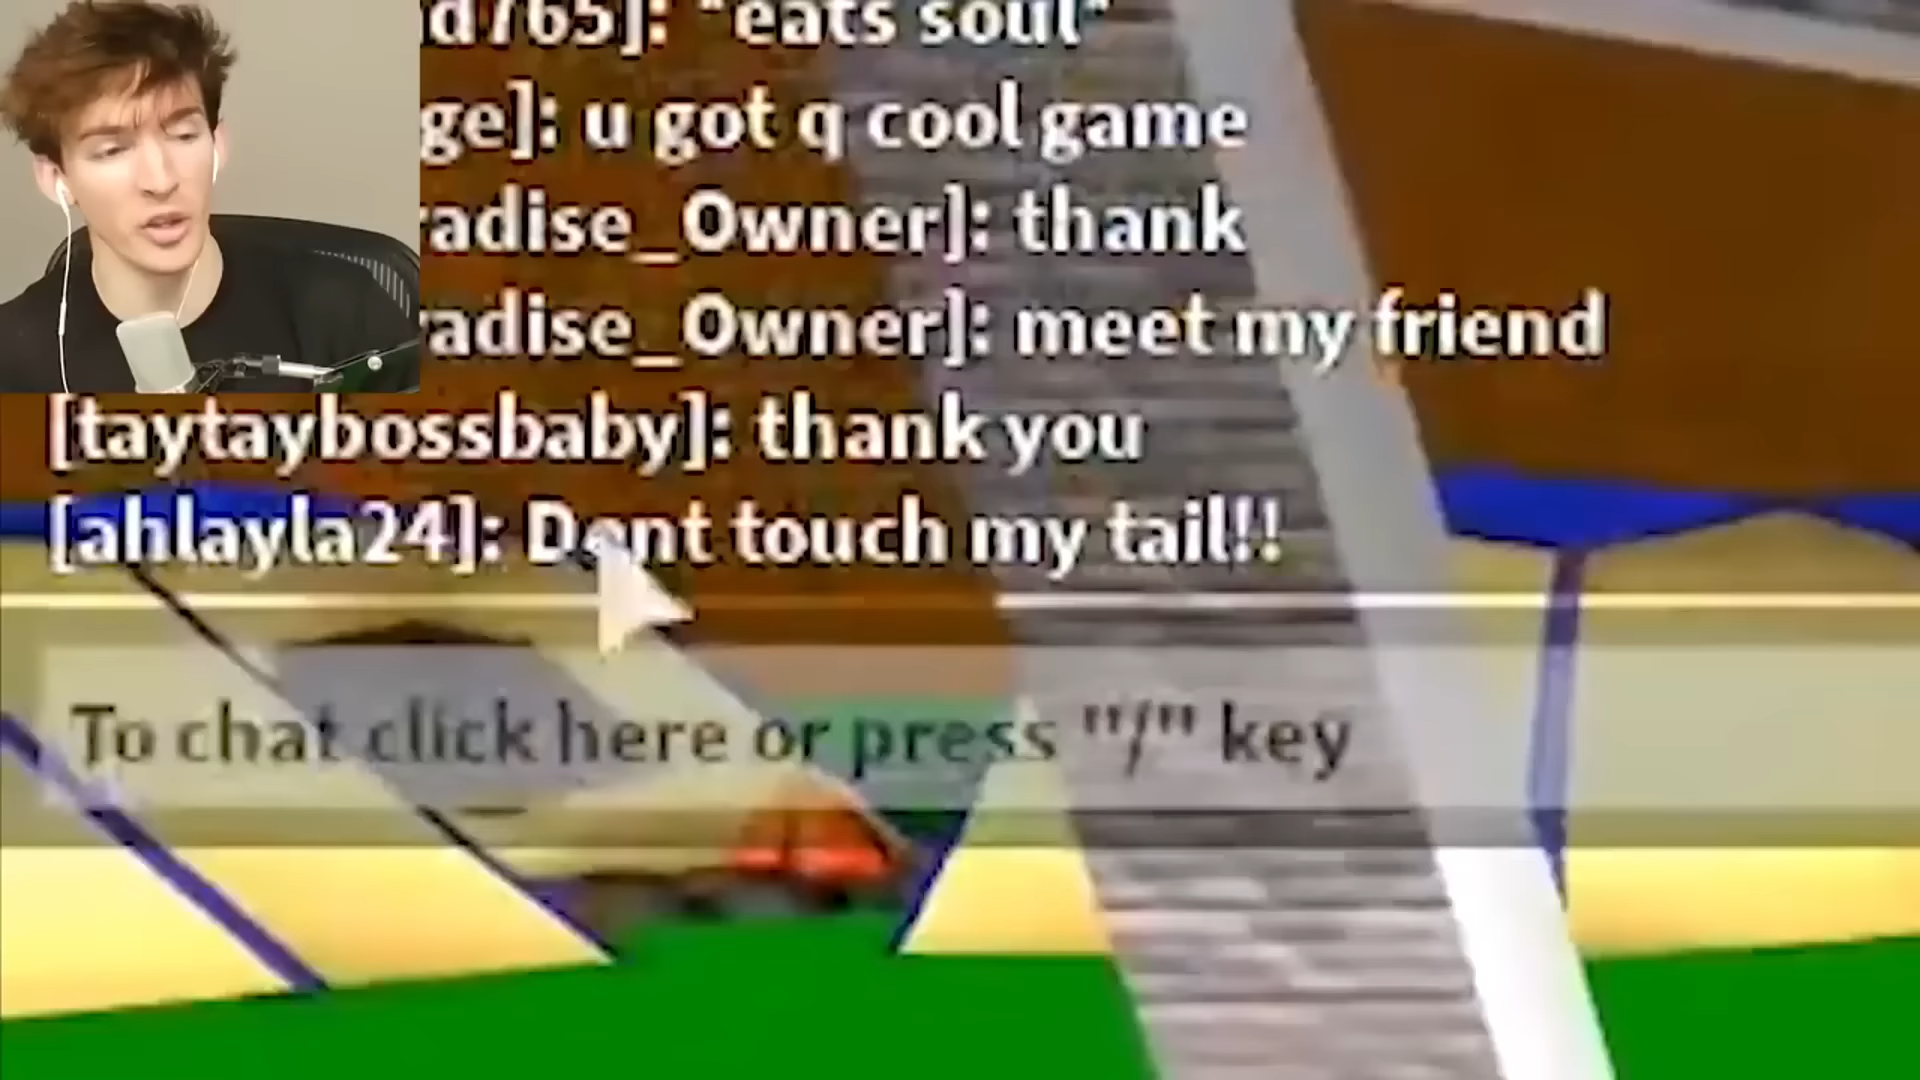 d765]: *eats soul*
ge]: u got q cool game
radise_Owner]: thank
radise_Owner]: meet my friend
[taytaybossbaby]: thank you
[ahlayla24]: Dont touch my tail!!
To chat click here or press "/" key